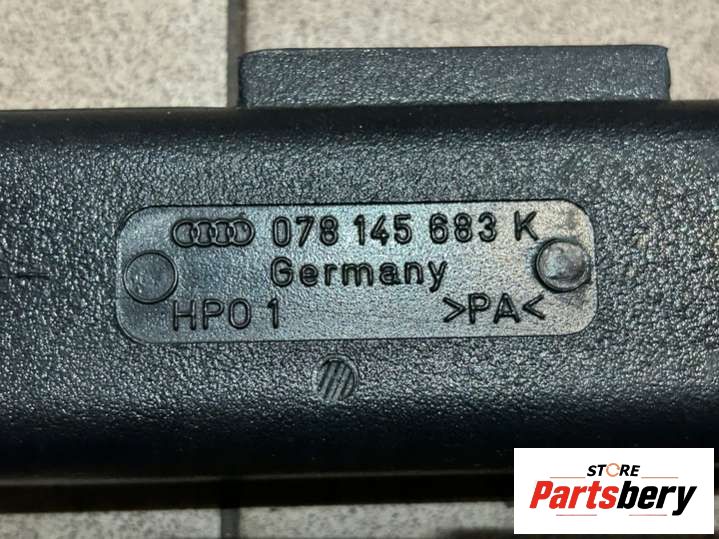 078 145 683 K
Germany
HP0 1 >PA<
STORE
Partsbery